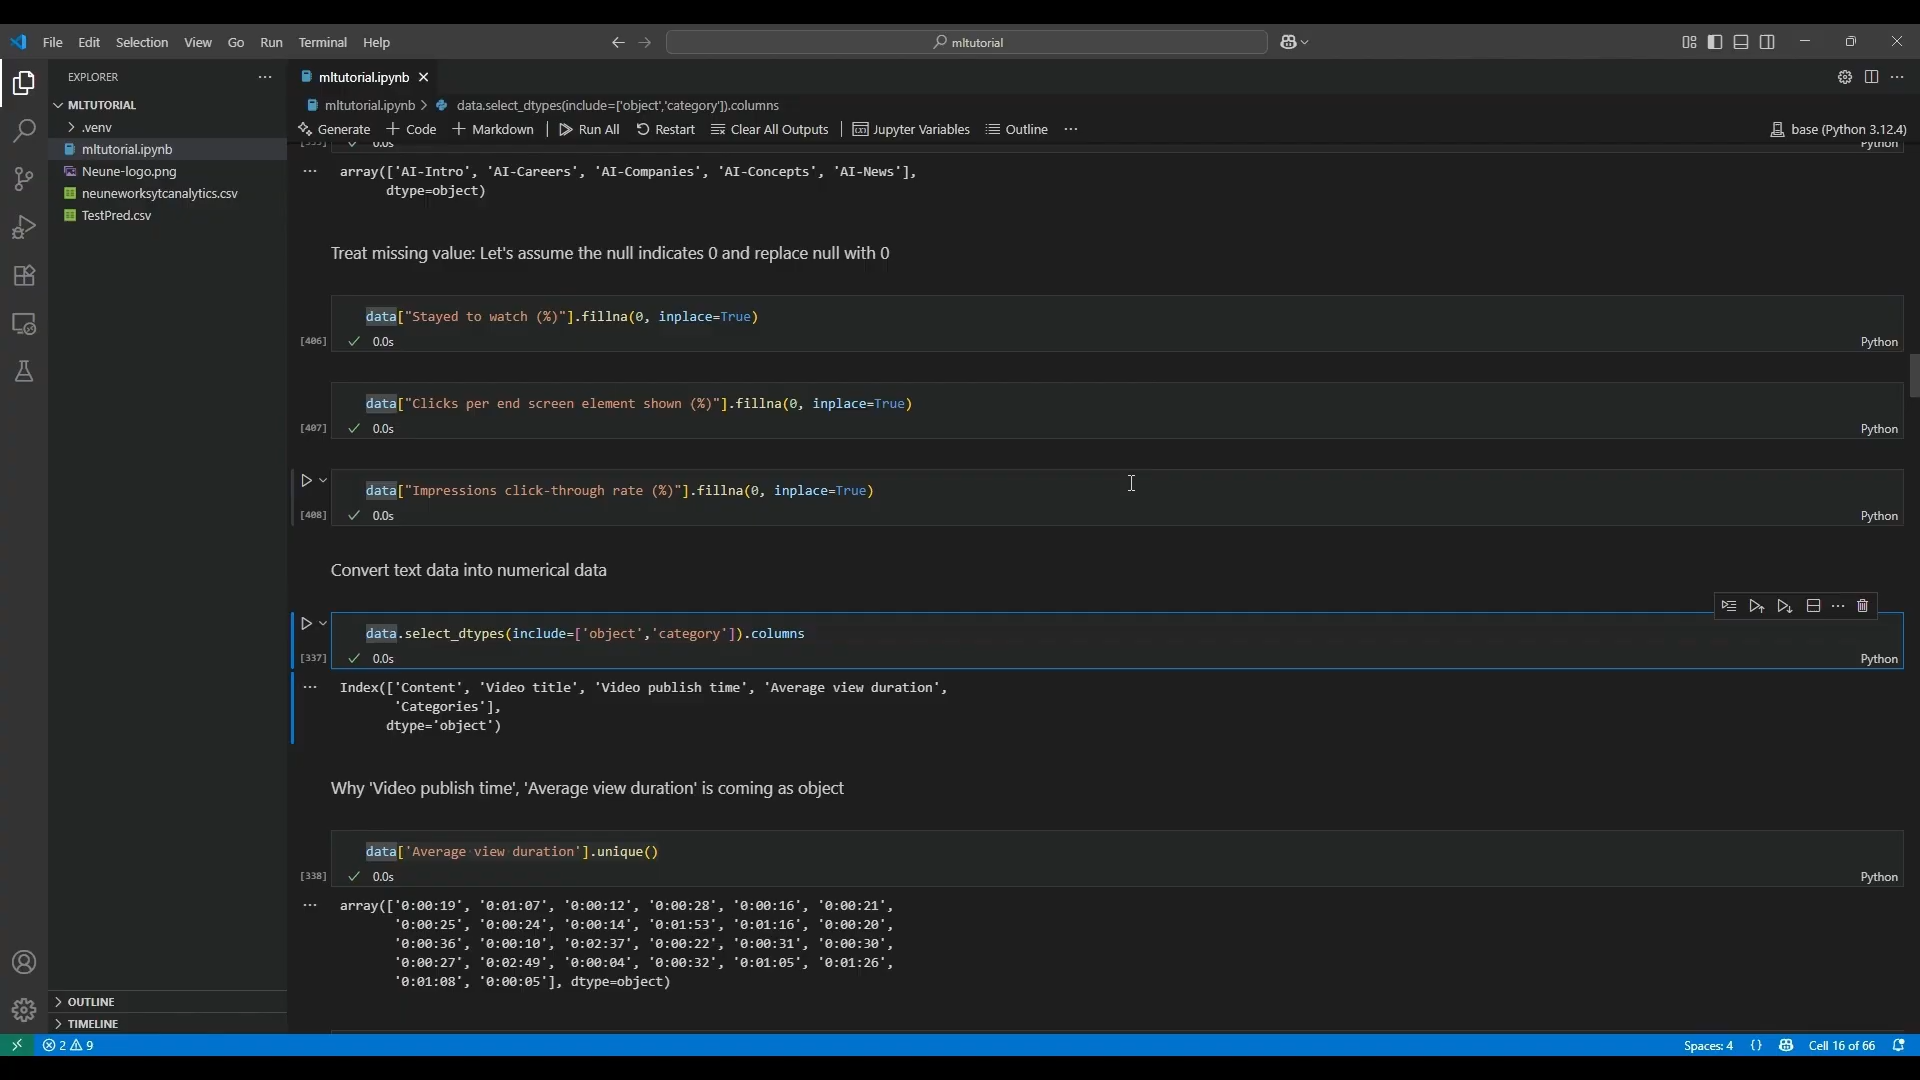 File Edit Selection View Go Run Terminal Help
mltutorial
EXPLORER
MLTUTORIAL
.venv
mltutorial.ipynb
Neune-logo.png
neuneworksytcanalytics.csv
TestPred.csv
OUTLINE
TIMELINE
mltutorial.ipynb
mltutorial.ipynb > data.select_dtypes(include=['object','category']).columns
Generate + Code + Markdown Run All Restart Clear All Outputs Jupyter Variables Outline ...
base (Python 3.12.4)
0.0s
Python
array(['AI-Intro', 'AI-Careers', 'AI-Companies', 'AI-Concepts', 'AI-News'],
dtype=object)
Treat missing value: Let's assume the null indicates 0 and replace null with 0
data["Stayed to watch (%)"].fillna(0, inplace=True)
[406] 0.0s
Python
data["Clicks per end screen element shown (%)"].fillna(0, inplace=True)
[407] 0.0s
Python
data["Impressions click-through rate (%)"].fillna(0, inplace=True)
[408] 0.0s
Python
Convert text data into numerical data
data.select_dtypes(include=['object','category']).columns
[337] 0.0s
Python
Index(['Content', 'Video title', 'Video publish time', 'Average view duration',
'Categories'],
dtype='object')
Why 'Video publish time', 'Average view duration' is coming as object
data['Average view duration'].unique()
[338] 0.0s
Python
array(['0:00:19', '0:01:07', '0:00:12', '0:00:28', '0:00:16', '0:00:21',
'0:00:25', '0:00:24', '0:00:14', '0:01:53', '0:01:16', '0:00:20',
'0:00:36', '0:00:10', '0:02:37', '0:00:22', '0:00:31', '0:00:30',
'0:00:27', '0:02:49', '0:00:04', '0:00:32', '0:01:05', '0:01:26',
'0:01:08', '0:00:05'], dtype=object)
2 9
Spaces: 4 {} Cell 16 of 66